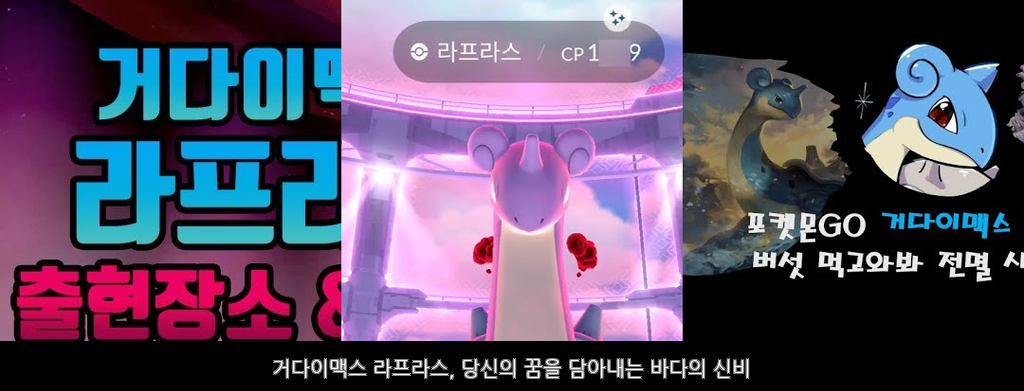 거다이맥
라프라
출현장소 &
라프라스 / CP1 9
포켓몬GO 거다이맥스
버섯 먹고와봐 전멸 시
거다이맥스 라프라스, 당신의 꿈을 담아내는 바다의 신비